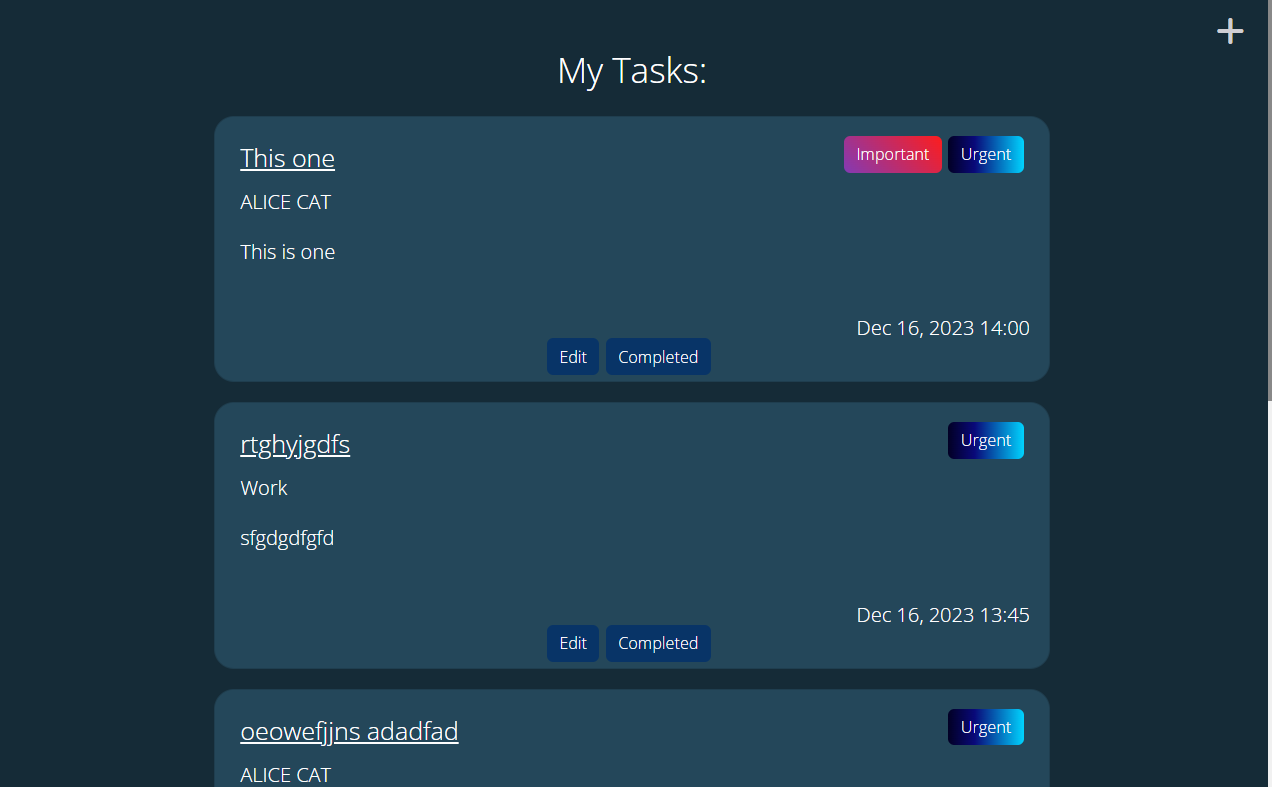 My Tasks:
This one
Important
Urgent
ALICE CAT
This is one
Dec 16, 2023 14:00
Edit
Completed
rtghyjgdfs
Urgent
Work
sfgdgdfgfd
Dec 16, 2023 13:45
Edit
Completed
oeowefjjns adadfad
Urgent
ALICE CAT